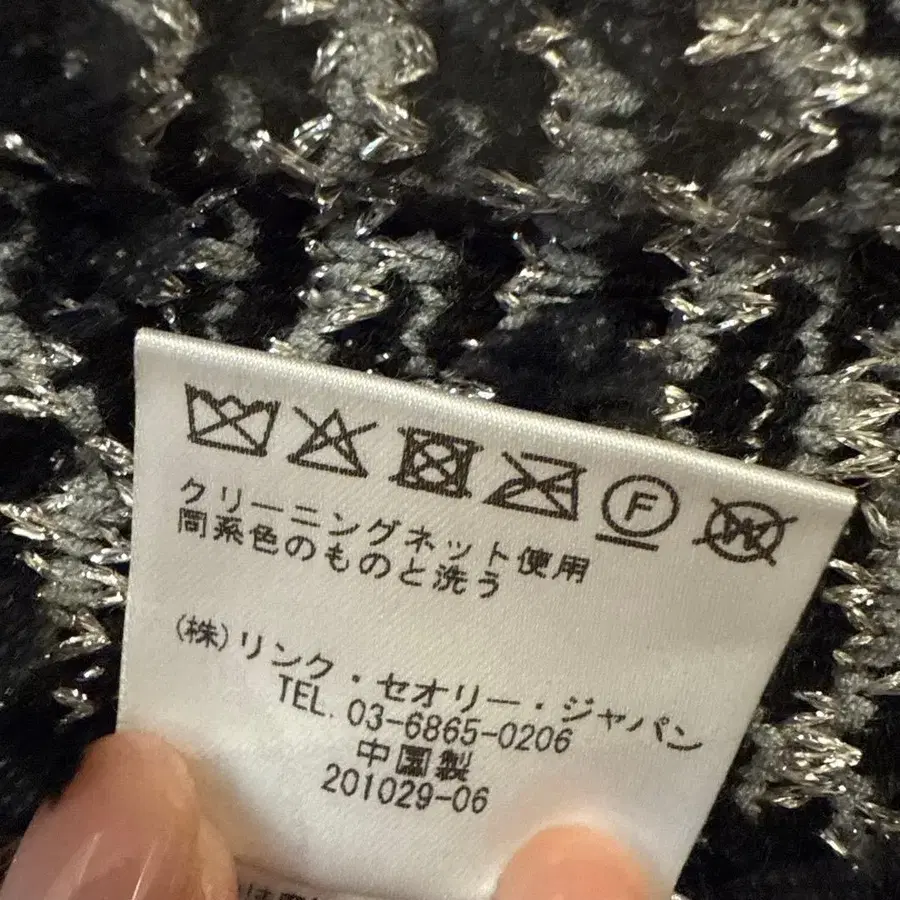 F
W
クリーニングネット使用
同系色のものと洗う
(株)リンク・セオリー・ジャパン
TEL. 03-6865-0206
中国製
201029-06